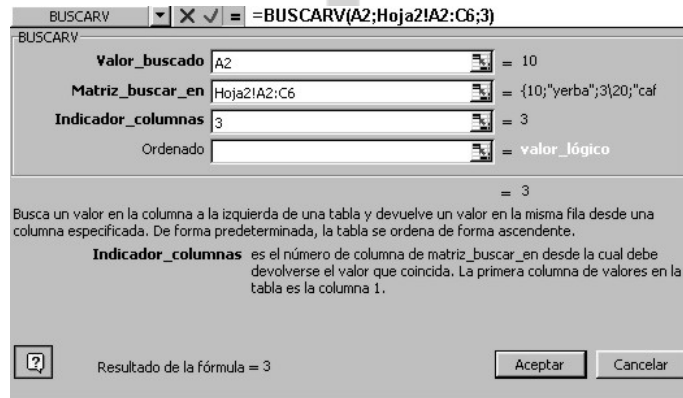 BUSCARV = =BUSCARV(A2;Hoja2!A2:C6;3)
BUSCARV
Valor_buscado A2 = 10
Matriz_buscar_en Hoja2!A2:C6 = {10;"yerba";3\20;"caf
Indicador_columnas 3 = 3
Ordenado = valor_lógico
= 3
Busca un valor en la columna a la izquierda de una tabla y devuelve un valor en la misma fila desde una
columna especificada. De forma predeterminada, la tabla se ordena de forma ascendente.
Indicador_columnas es el número de columna de matriz_buscar_en desde la cual debe
devolverse el valor que coincida. La primera columna de valores en la
tabla es la columna 1.
? Resultado de la fórmula = 3 Aceptar Cancelar